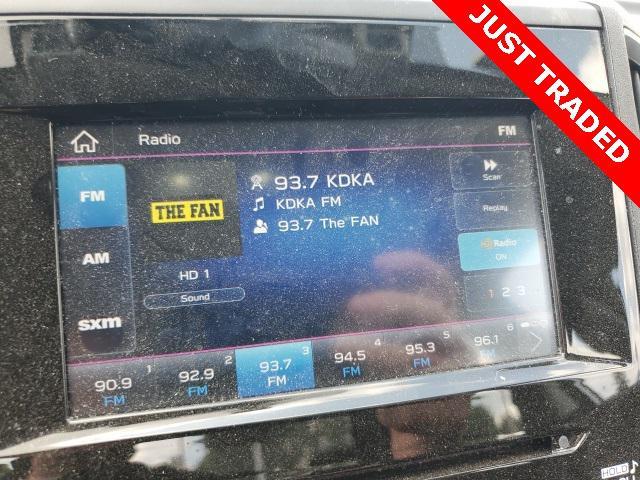 JUST TRADED
Radio
FM
FM
93.7 KDKA
Scan
KDKA FM
THE FAN
Replay
93.7 The FAN
AM
Radio
ON
HD 1
Sound
1 2 3
sxm
1 2 3 4 5 6
90.9 92.9 93.7 94.5 95.3 96.1
FM FM FM FM FM FM
HOLD